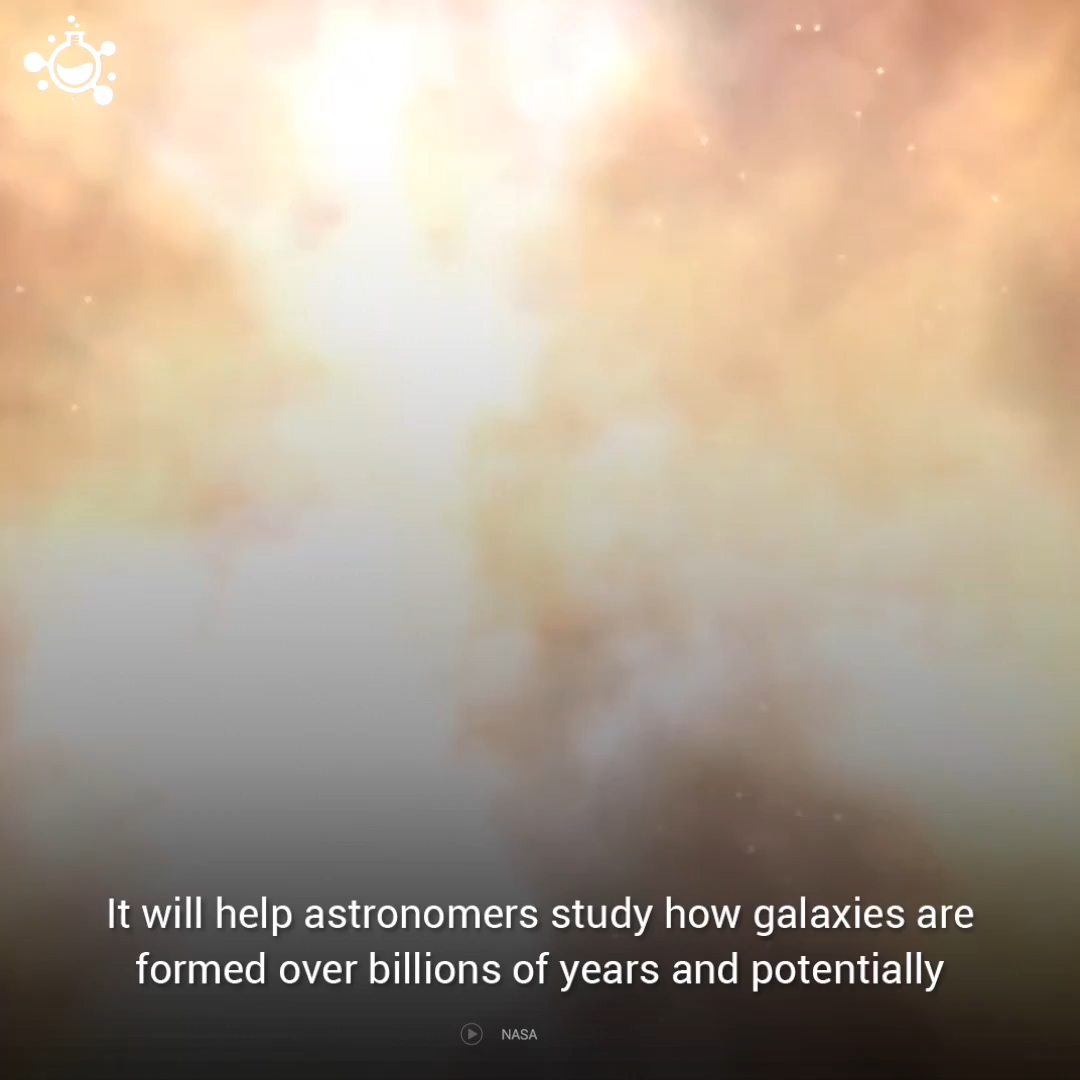 It will help astronomers study how galaxies are
formed over billions of years and potentially
NASA